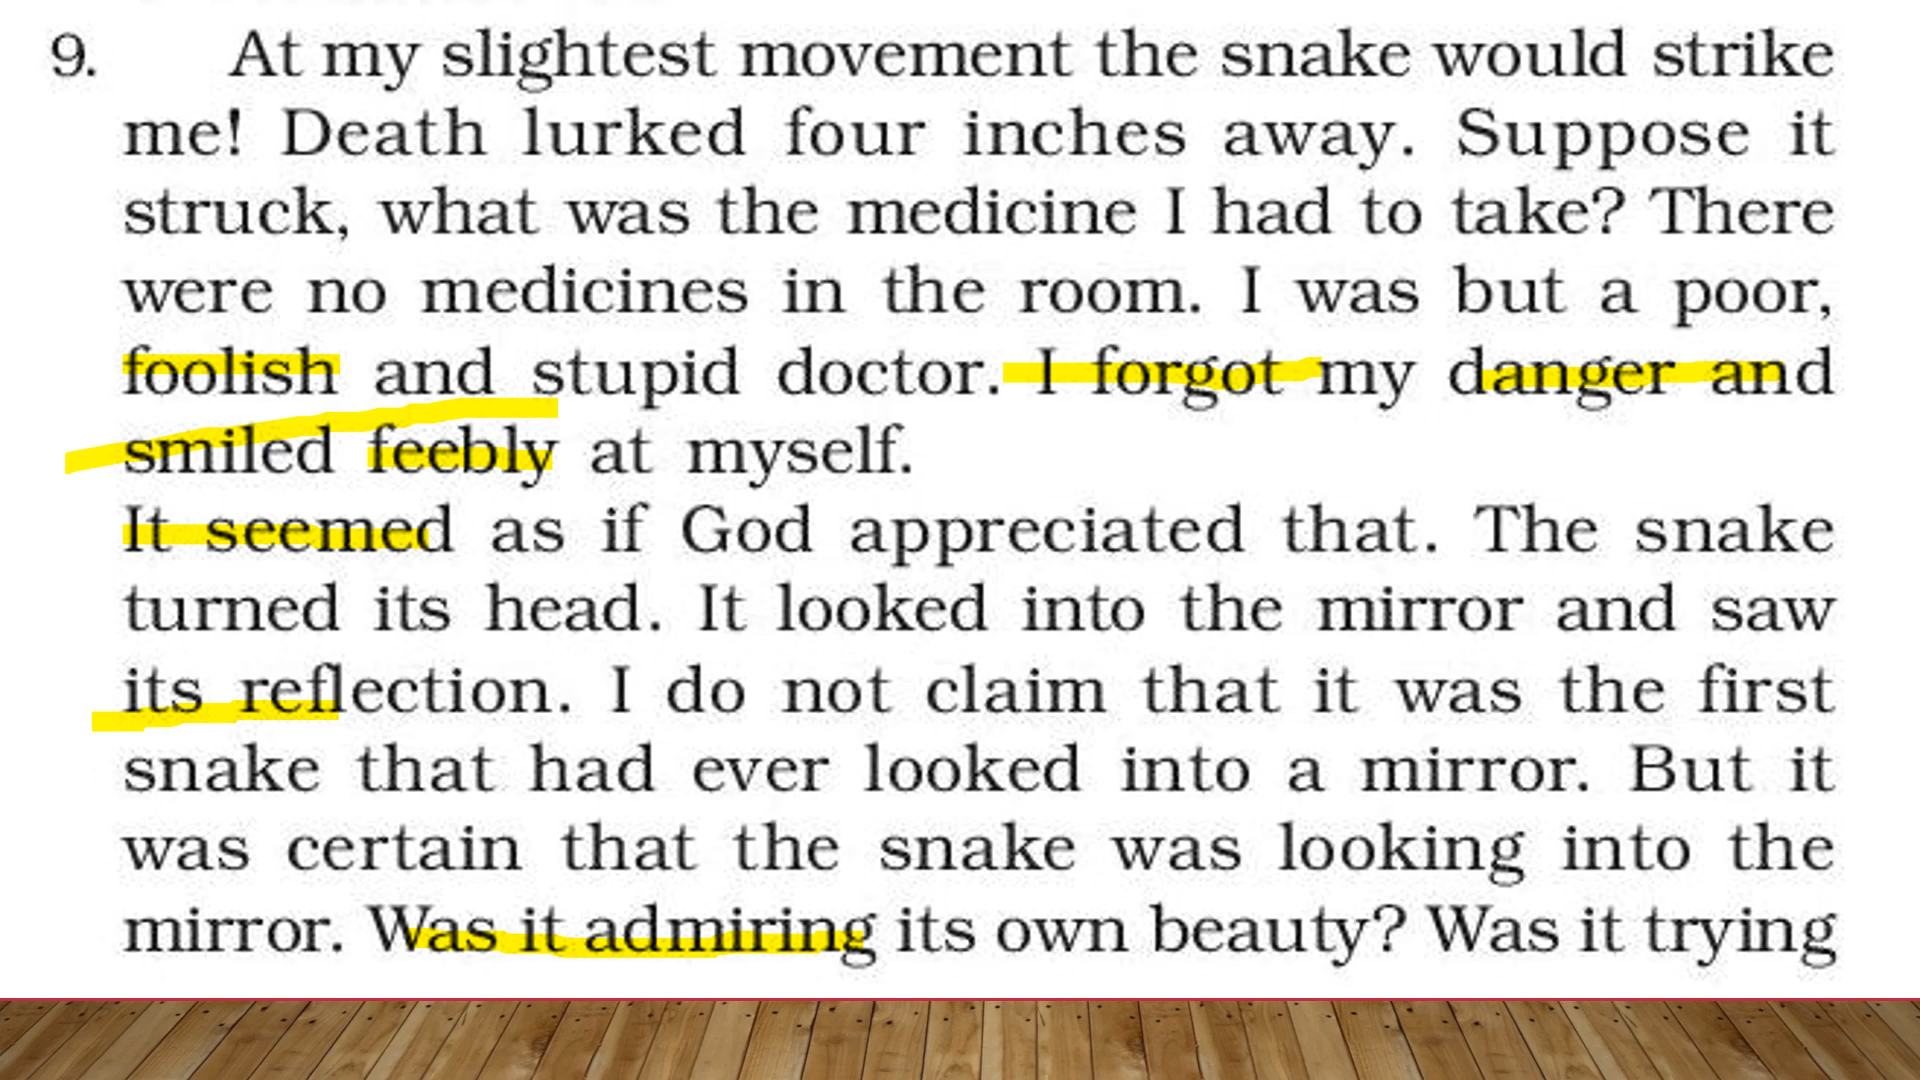 9. At my slightest movement the snake would strike
me! Death lurked four inches away. Suppose it
struck, what was the medicine I had to take? There
were no medicines in the room. I was but a poor,
foolish and stupid doctor. I forgot my danger and
smiled feebly at myself.
It seemed as if God appreciated that. The snake
turned its head. It looked into the mirror and saw
its reflection. I do not claim that it was the first
snake that had ever looked into a mirror. But it
was certain that the snake was looking into the
mirror. Was it admiring its own beauty? Was it trying